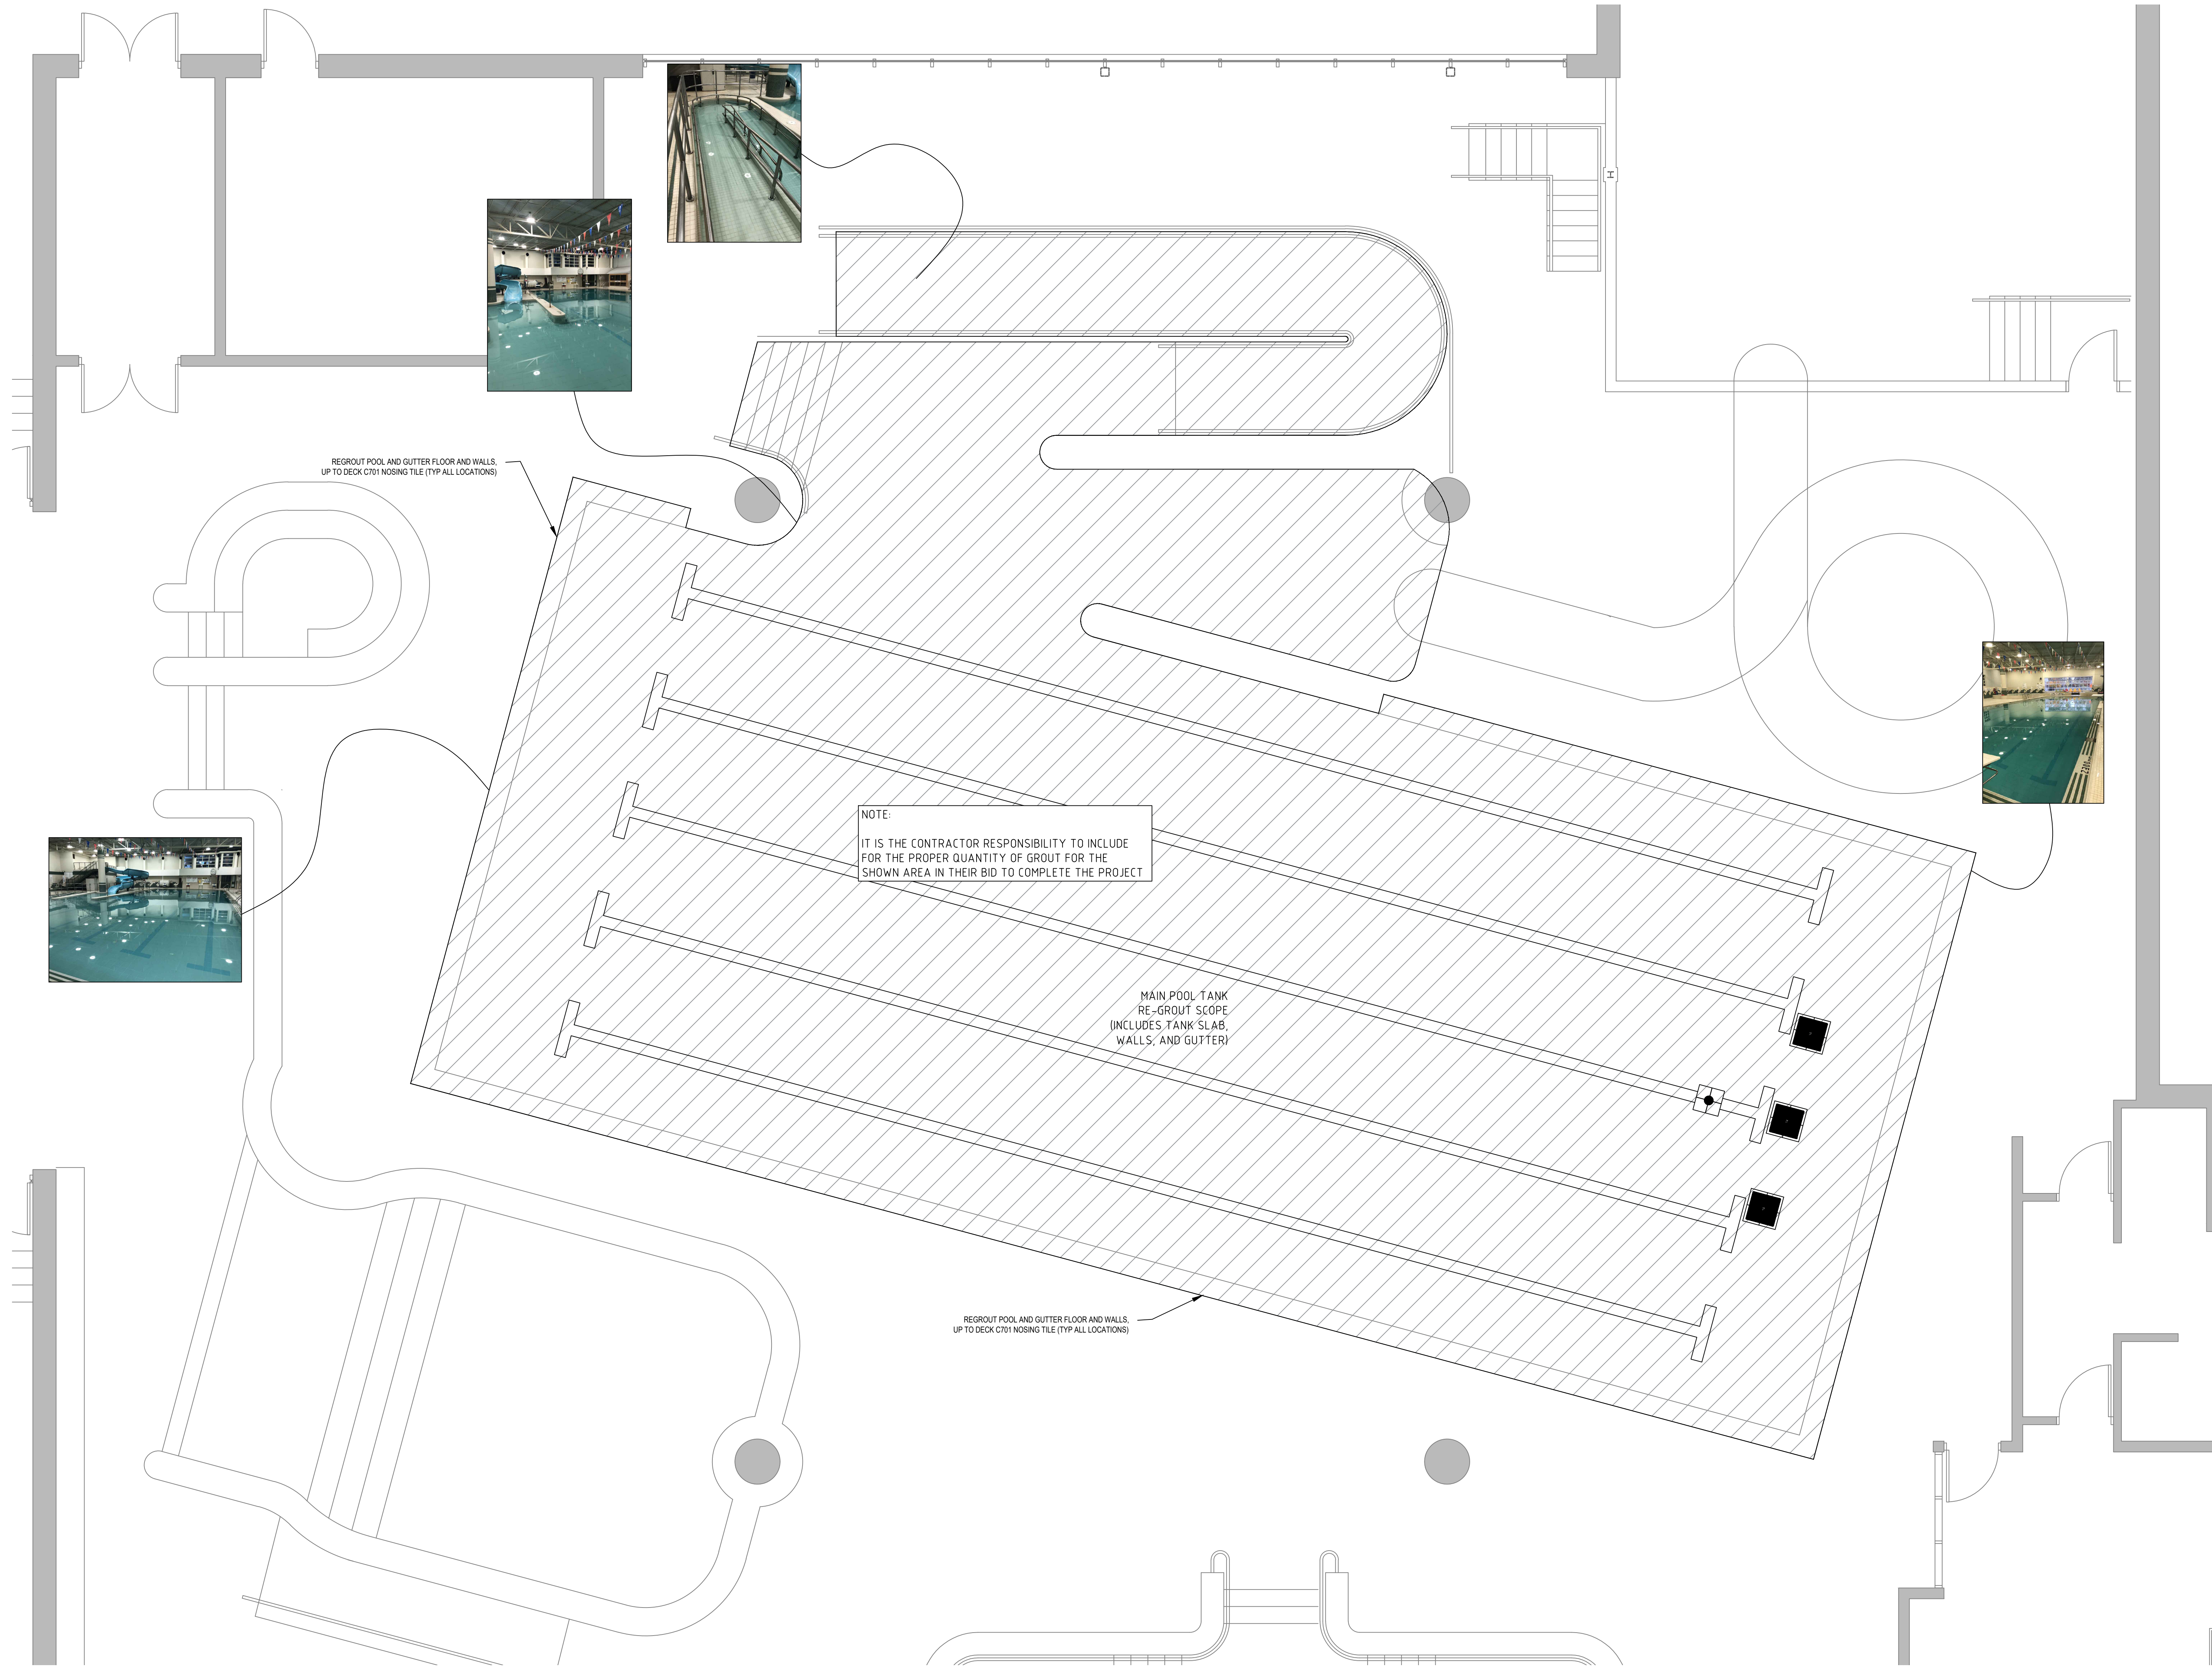 REGROUT POOL AND GUTTER FLOOR AND WALLS,
UP TO DECK C701 NOSING TILE (TYP ALL LOCATIONS)
NOTE:
IT IS THE CONTRACTOR RESPONSIBILITY TO INCLUDE
FOR THE PROPER QUANTITY OF GROUT FOR THE
SHOWN AREA IN THEIR BID TO COMPLETE THE PROJECT
MAIN POOL TANK
RE-GROUT SCOPE
(INCLUDES TANK SLAB,
WALLS, AND GUTTER)
REGROUT POOL AND GUTTER FLOOR AND WALLS,
UP TO DECK C701 NOSING TILE (TYP ALL LOCATIONS)